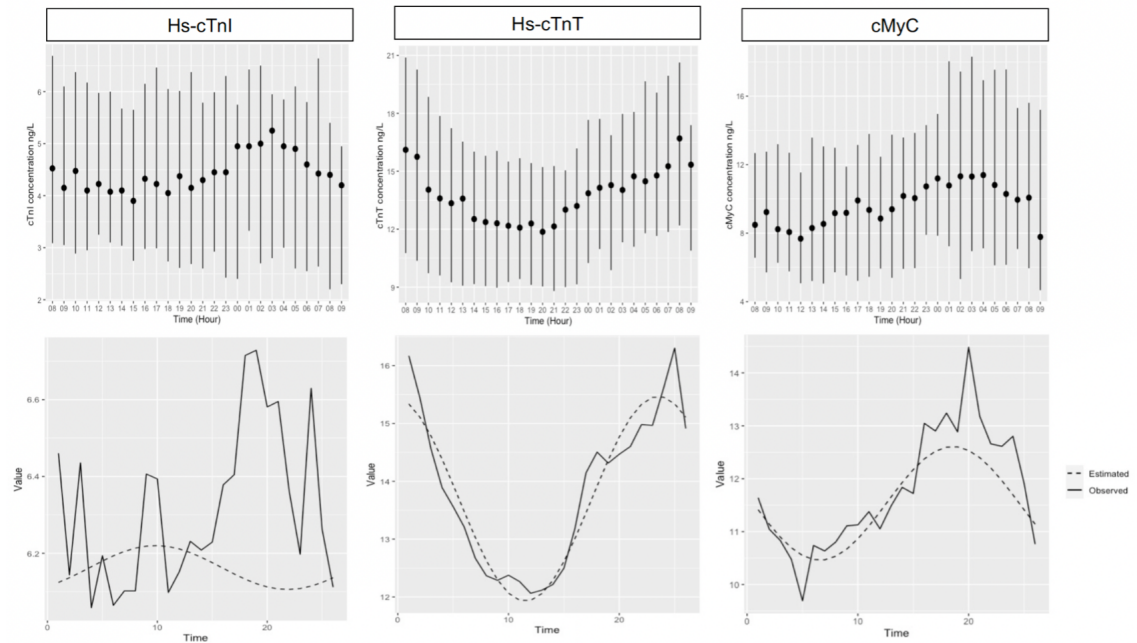 Hs-cTnI
Hs-cTnT
cMyC
cTnI concentration ng/L
6
5
4
3
2
08 09 10 11 12 13 14 15 16 17 18 19 20 21 22 23 00 01 02 03 04 05 06 07 08 09
Time (Hour)
cTnT concentration ng/L
21
18
15
12
9
08 09 10 11 12 13 14 15 16 17 18 19 20 21 22 23 00 01 02 03 04 05 06 07 08 09
Time (Hour)
cMyC concentration ng/L
16
12
8
4
08 09 10 11 12 13 14 15 16 17 18 19 20 21 22 23 00 01 02 03 04 05 06 07 08 09
Time (Hour)
Value
6.6
6.4
6.2
0 10 20
Time
Value
16
15
14
13
12
0 10 20
Time
Value
14
13
12
11
10
0 10 20
Time
Estimated
Observed